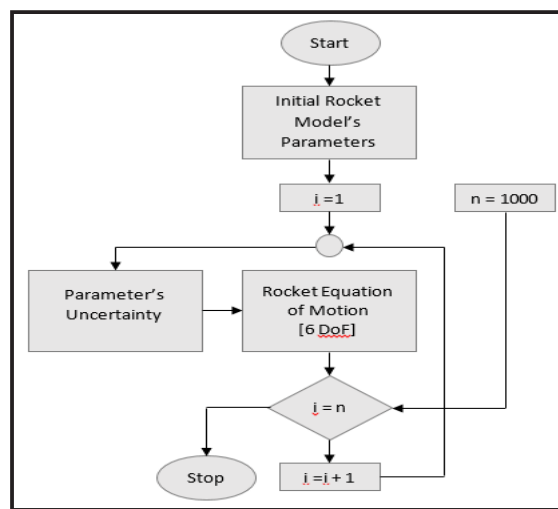 Start
Initial Rocket
Model's
Parameters
i =1
n = 1000
Parameter's
Uncertainty
Rocket Equation
of Motion
[6 DoF]
i = n
Stop
i =i + 1